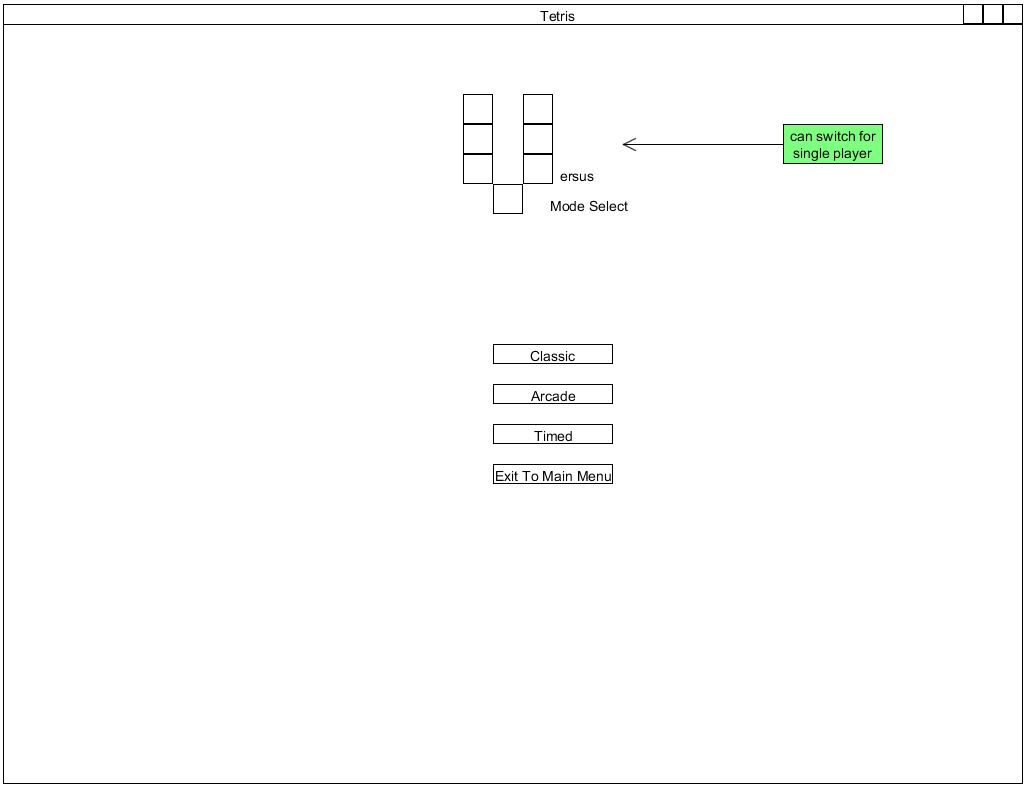 Tetris
can switch for
single player
ersus
Mode Select
Classic
Arcade
Timed
Exit To Main Menu